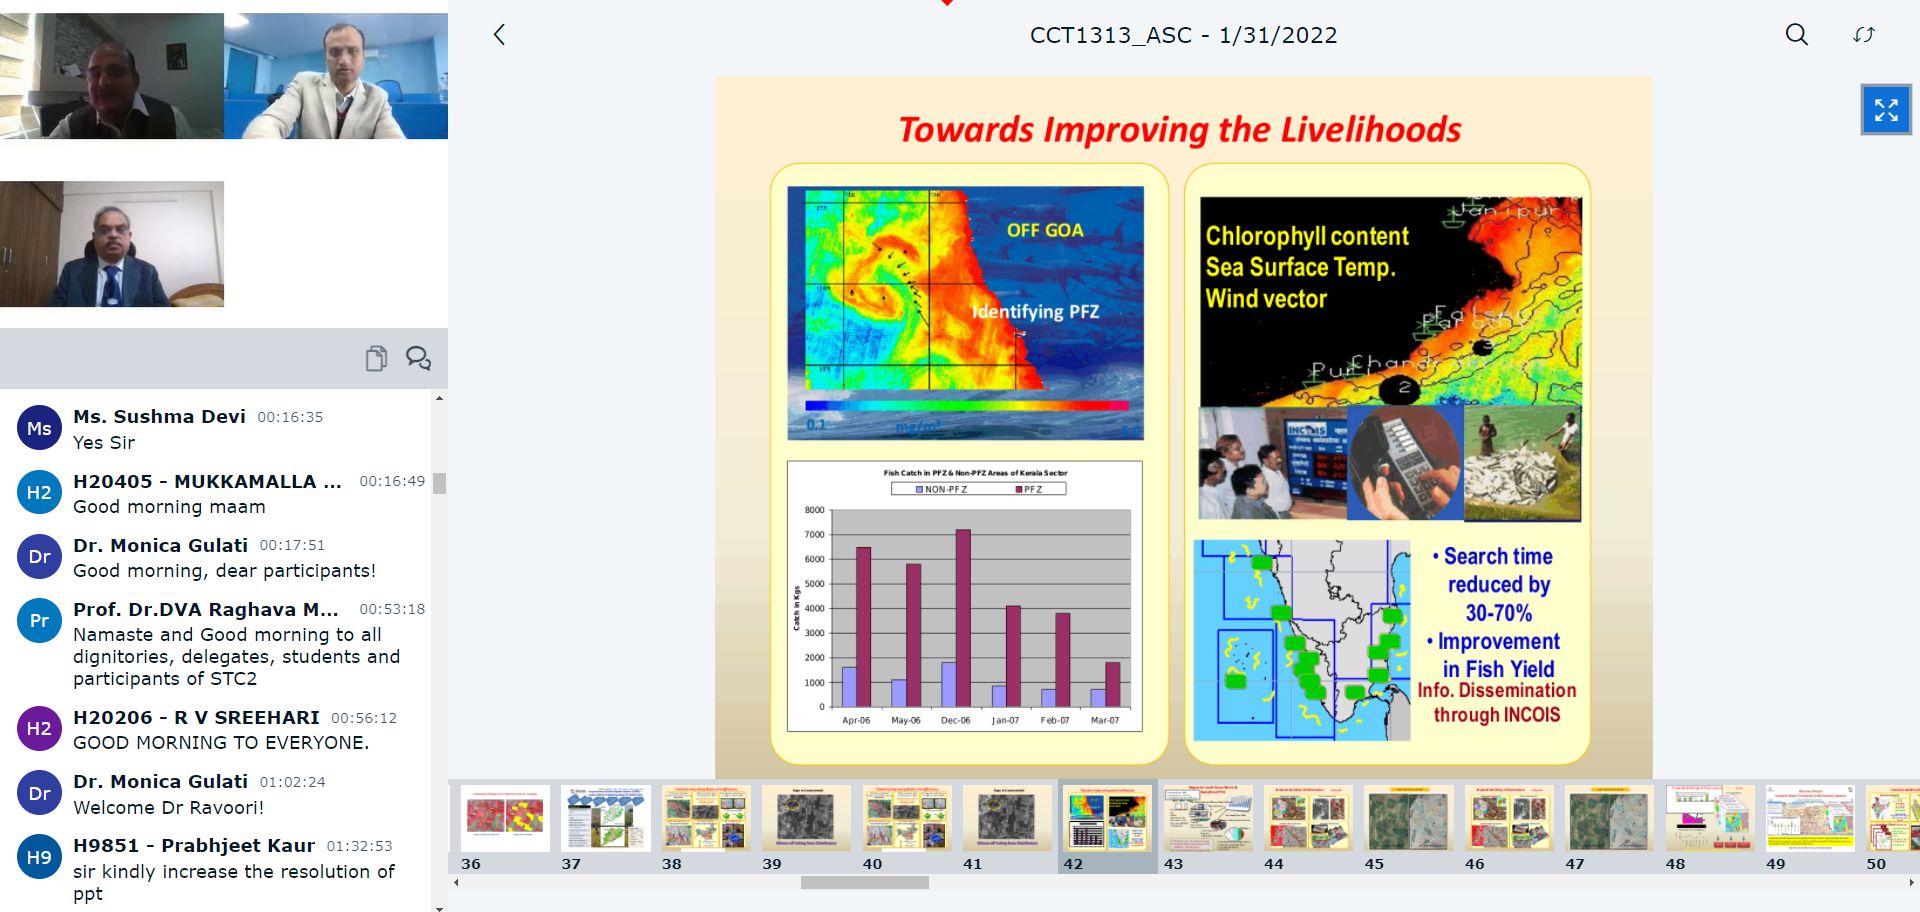 CCT1313_ASC - 1/31/2022
Ms
Ms. Sushma Devi 00:16:35
Yes Sir
H2
H20405 - MUKKAMALLA ... 00:16:49
Good morning maam
Dr
Dr. Monica Gulati 00:17:51
Good morning, dear participants!
Pr
Prof. Dr.DVA Raghava M... 00:53:18
Namaste and Good morning to all
dignitories, delegates, students and
participants of STC2
H2
H20206 - R V SREEHARI 00:56:12
GOOD MORNING TO EVERYONE.
Dr
Dr. Monica Gulati 01:02:24
Welcome Dr Ravoori!
H9
H9851 - Prabhjeet Kaur 01:32:53
sir kindly increase the resolution of
ppt
Towards Improving the Livelihoods
OFF GOA
Identifying PFZ
0.1
mg/m³
Fish Catch in PFZ & Non-PFZ Areas of Kerala Sector
NON-PFZ PFZ
Catch in Kgs
8000
7000
6000
5000
4000
3000
2000
1000
0
Apr-06 May-06 Dec-06 Jan-07 Feb-07 Mar-07
Chlorophyll content
Sea Surface Temp.
Wind vector
Janipur
Puri
2
3
INCOIS
• Search time
reduced by
30-70%
• Improvement
in Fish Yield
Info. Dissemination
through INCOIS
36 37 38 39 40 41 42 43 44 45 46 47 48 49 50